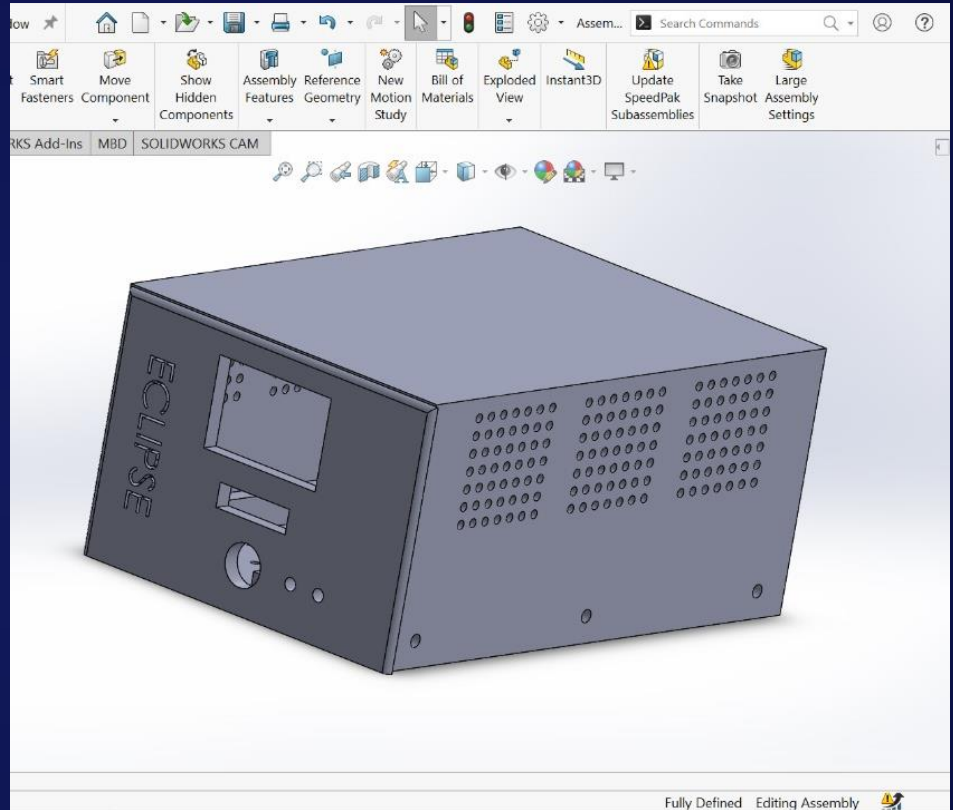 low
Assem...
Search Commands
Smart
Fasteners
Move
Component
Show
Hidden
Components
Assembly
Features
Reference
Geometry
New
Motion
Study
Bill of
Materials
Exploded
View
Instant3D
Update
SpeedPak
Subassemblies
Take
Snapshot
Large
Assembly
Settings
RKS Add-Ins
MBD
SOLIDWORKS CAM
ECLIPSE
Fully Defined
Editing Assembly